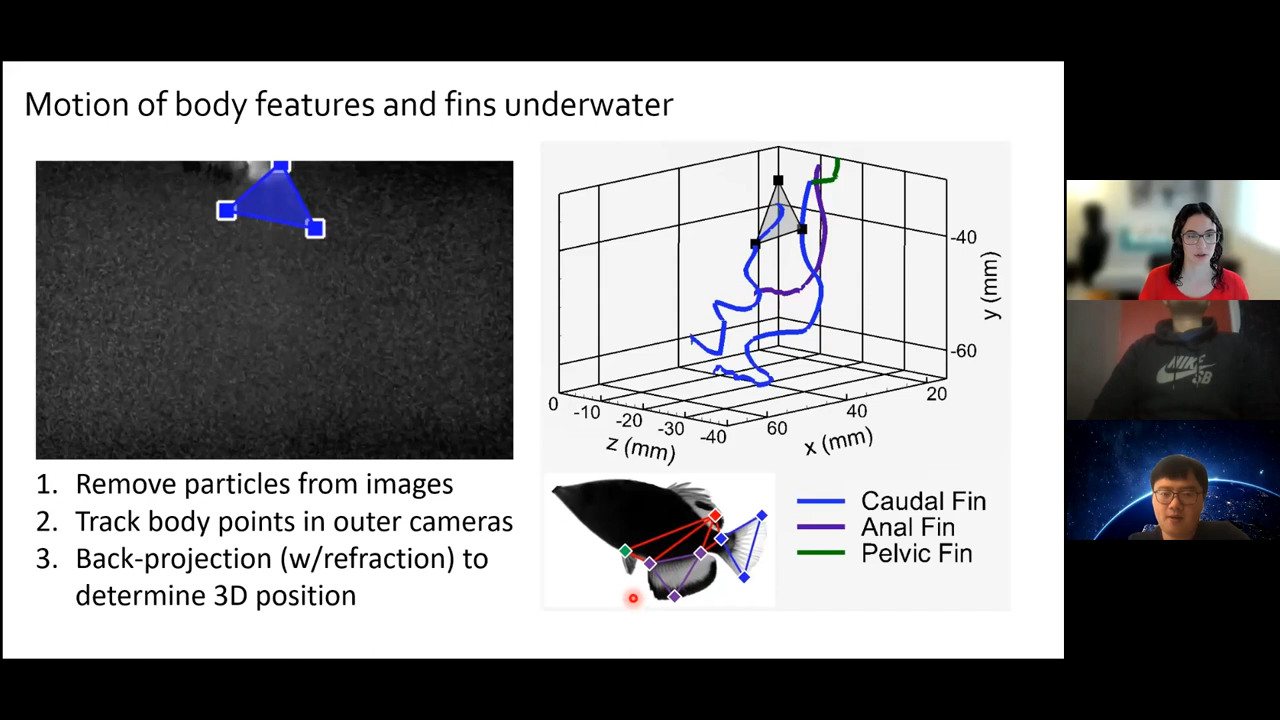 Motion of body features and fins underwater
1. Remove particles from images
2. Track body points in outer cameras
3. Back-projection (w/refraction) to
determine 3D position
-40
-60
y (mm)
0
-10
-20
-30
-40
z (mm)
60
40
20
x (mm)
Caudal Fin
Anal Fin
Pelvic Fin
NIKE
SB